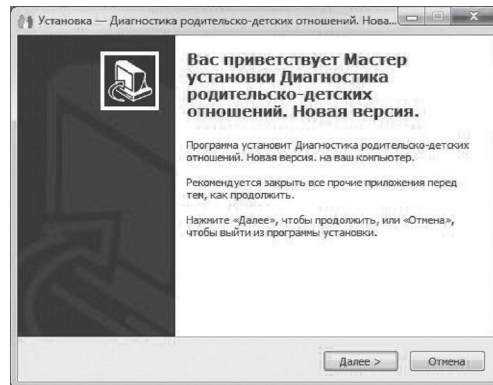 Установка — Диагностика родительско-детских отношений. Нова...
Вас приветствует Мастер
установки Диагностика
родительско-детских
отношений. Новая версия.
Программа установит Диагностика родительско-детских
отношений. Новая версия. на ваш компьютер.
Рекомендуется закрыть все прочие приложения перед
тем, как продолжить.
Нажмите «Далее», чтобы продолжить, или «Отмена»,
чтобы выйти из программы установки.
Далее > Отмена